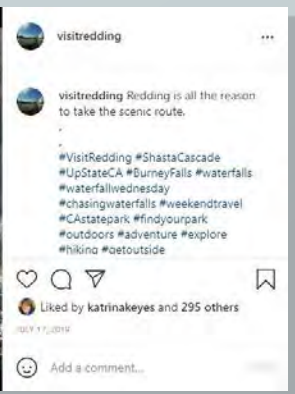 visitredding
visitredding Redding is all the reason
to take the scenic route.
.
.
#VisitRedding #ShastaCascade
#UpStateCA #BurneyFalls #waterfalls
#waterfallwednesday
#chasingwaterfalls #weekendtravel
#CAstatepark #findyourpark
#outdoors #adventure #explore
#hiking #getoutside
Liked by katrinakeyes and 295 others
JULY 17, 2019
Add a comment...